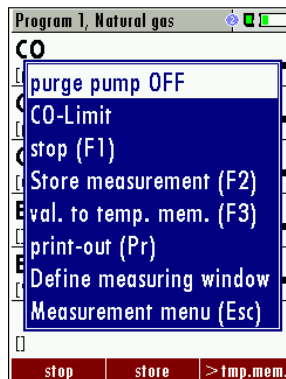 Program 1, Natural gas
2
CO
purge pump OFF
CO-Limit
stop (F1)
Store measurement (F2)
val. to temp. mem. (F3)
print-out (Pr)
Define measuring window
Measurement menu (Esc)
[]
stop store >tmp.mem.